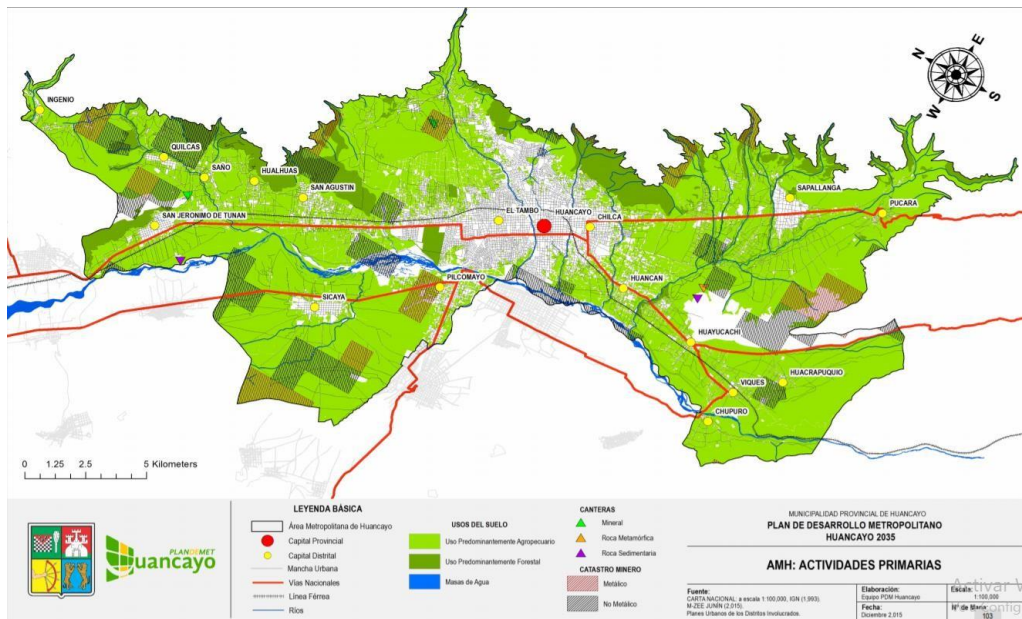 N
E
W
S
INGENIO
QUILCAS
SAÑO
HUALHUAS
SAN AGUSTIN
SAN JERONIMO DE TUNAN
EL TAMBO
HUANCAYO
CHILCA
SAPALLANGA
PUCARA
SICAYA
PILCOMAYO
HUANCAN
HUAYUCACHI
VIQUES
HUACRAPUQUIO
CHUPURO
0 1.25 2.5 5 Kilometers
PLANDEMET
Huancayo
LEYENDA BÁSICA
Área Metropolitana de Huancayo
Capital Provincial
Capital Distrital
Mancha Urbana
Vías Nacionales
Línea Férrea
Ríos
USOS DEL SUELO
Uso Predominantemente Agropecuario
Uso Predominantemente Forestal
Masas de Agua
CANTERAS
Mineral
Roca Metamórfica
Roca Sedimentaria
CATASTRO MINERO
Metálico
No Metálico
MUNICIPALIDAD PROVINCIAL DE HUANCAYO
PLAN DE DESARROLLO METROPOLITANO
HUANCAYO 2035
AMH: ACTIVIDADES PRIMARIAS
Fuente:
CARTA NACIONAL: a escala 1:100,000, IGN (1,993)
M-ZEE JUNÍN (2,015).
Planes Urbanos de los Distritos Involucrados.
Elaboración:
Equipo PDM Huancayo
Fecha:
Diciembre 2,015
Escala:
1:100,000
Nº de Mapa:
103
Activar